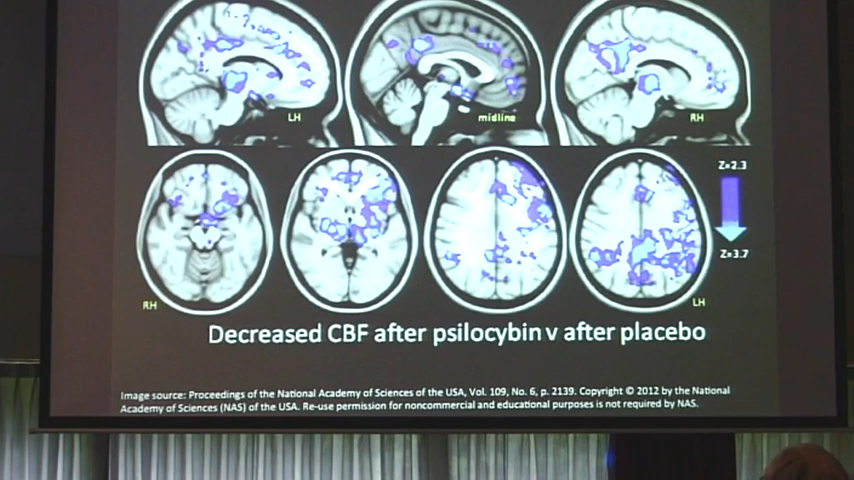 LH
midline
RH
Z=2.3
Z=3.7
RH
LH
Decreased CBF after psilocybin v after placebo
Image source: Proceedings of the National Academy of Sciences of the USA, Vol. 109, No. 6, p. 2139. Copyright © 2012 by the National
Academy of Sciences (NAS) of the USA. Re-use permission for noncommercial and educational purposes is not required by NAS.